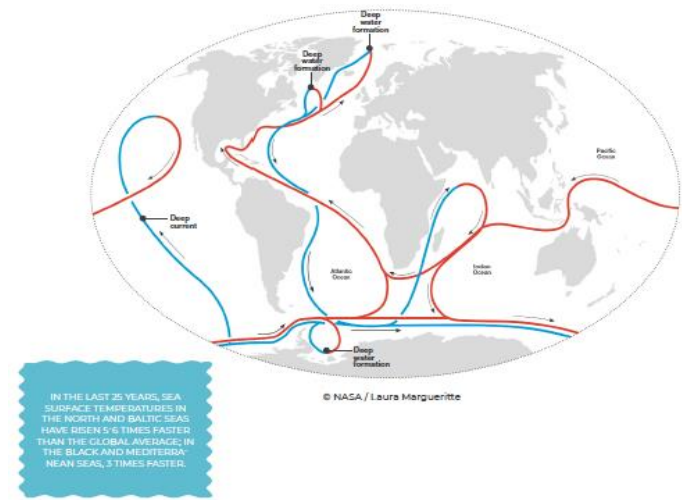 Deep
water
formation
Deep
water
formation
Pacific
Ocean
Deep
current
Atlantic
Ocean
Indian
Ocean
Deep
water
formation
© NASA / Laura Margueritte
IN THE LAST 25 YEARS, SEA
SURFACE TEMPERATURES IN
THE NORTH AND BALTIC SEAS
HAVE RISEN 5-6 TIMES FASTER
THAN THE GLOBAL AVERAGE; IN
THE BLACK AND MEDITERRA-
NEAN SEAS, 3 TIMES FASTER.